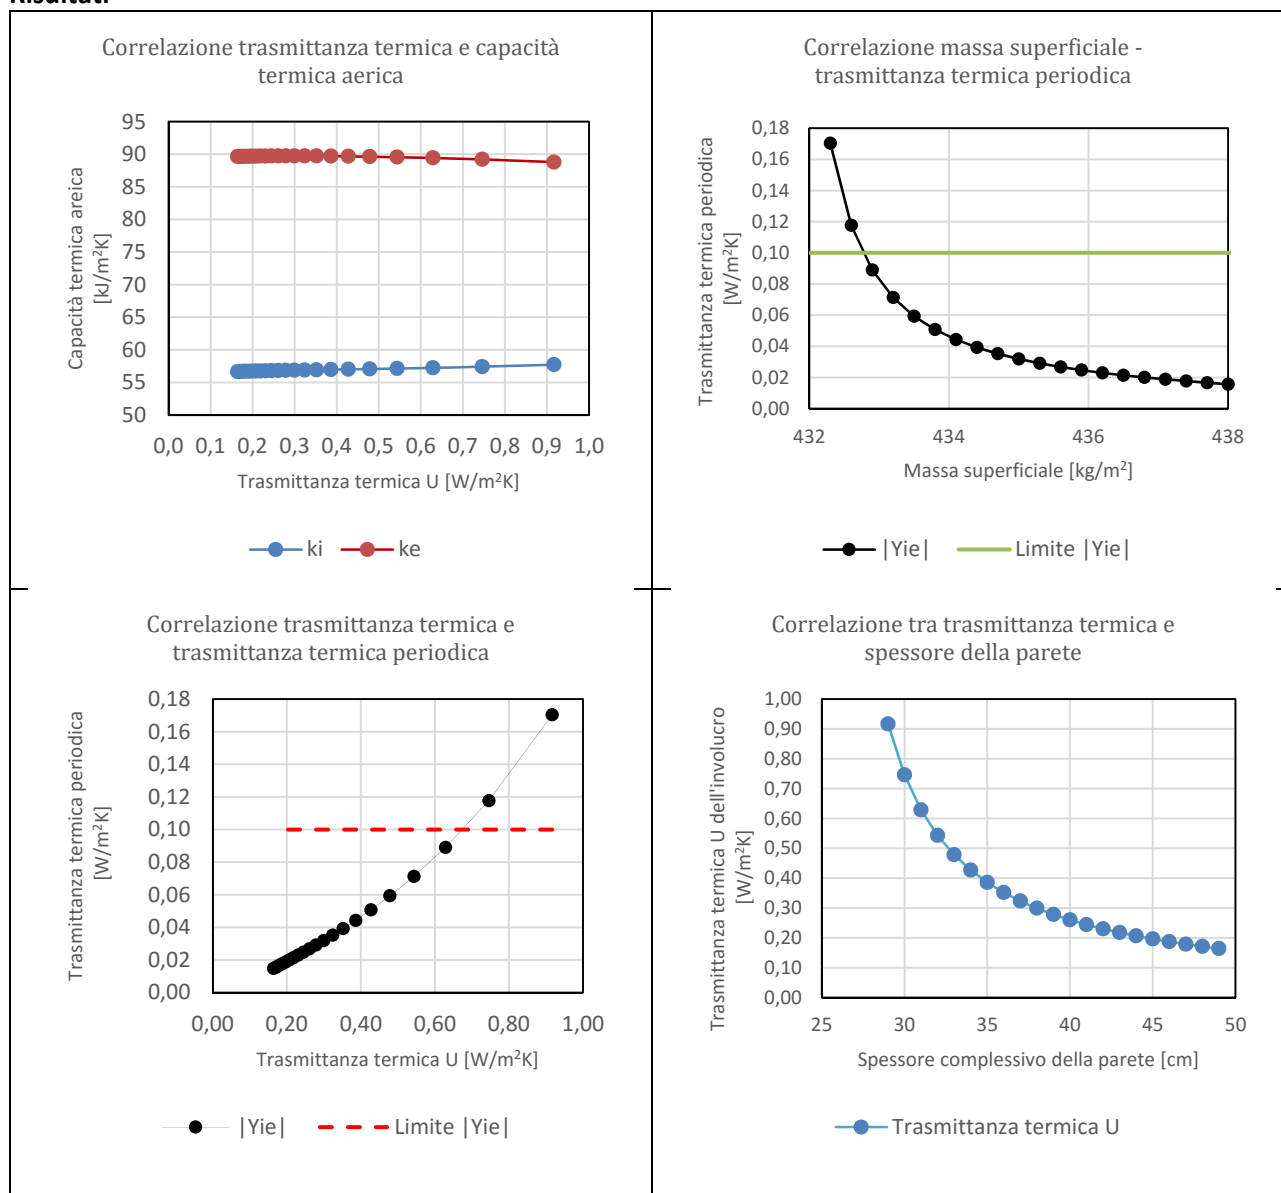 Risultati
Correlazione trasmittanza termica e capacità
termica aerica
Capacità termica areica
[kJ/m²K]
95
90
85
80
75
70
65
60
55
50
0,0 0,1 0,2 0,3 0,4 0,5 0,6 0,7 0,8 0,9 1,0
Trasmittanza termica U [W/m²K]
ki ke
Correlazione massa superficiale -
trasmittanza termica periodica
Trasmittanza termica periodica
[W/m²K]
0,18
0,16
0,14
0,12
0,10
0,08
0,06
0,04
0,02
0,00
432 434 436 438
Massa superficiale [kg/m²]
|Yie| Limite |Yie|
Correlazione trasmittanza termica e
trasmittanza termica periodica
Trasmittanza termica periodica
[W/m²K]
0,18
0,16
0,14
0,12
0,10
0,08
0,06
0,04
0,02
0,00
0,00 0,20 0,40 0,60 0,80 1,00
Trasmittanza termica U [W/m²K]
|Yie| Limite |Yie|
Correlazione tra trasmittanza termica e
spessore della parete
Trasmittanza termica U dell'involucro
[W/m²K]
1,00
0,90
0,80
0,70
0,60
0,50
0,40
0,30
0,20
0,10
0,00
25 30 35 40 45 50
Spessore complessivo della parete [cm]
Trasmittanza termica U